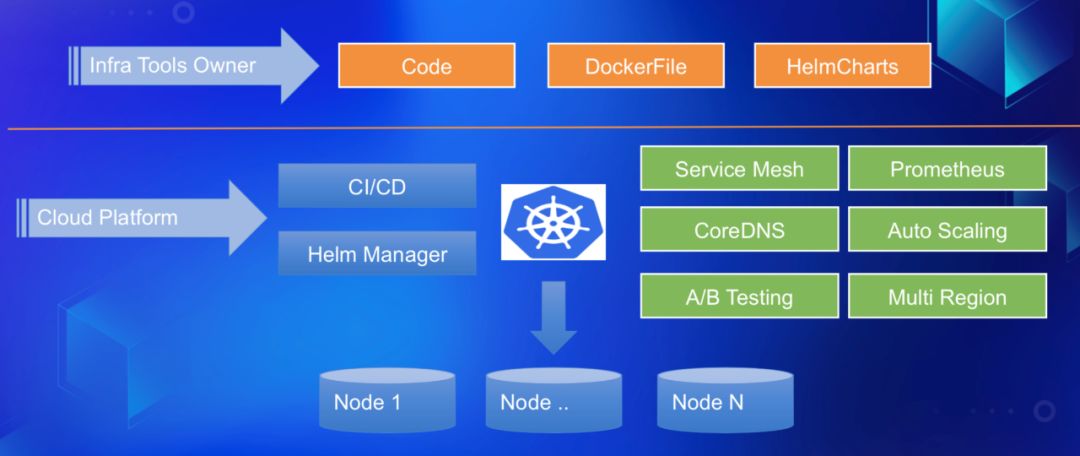 Infra Tools Owner
Code
DockerFile
HelmCharts
Cloud Platform
CI/CD
Helm Manager
Service Mesh
Prometheus
CoreDNS
Auto Scaling
A/B Testing
Multi Region
Node 1
Node ..
Node N